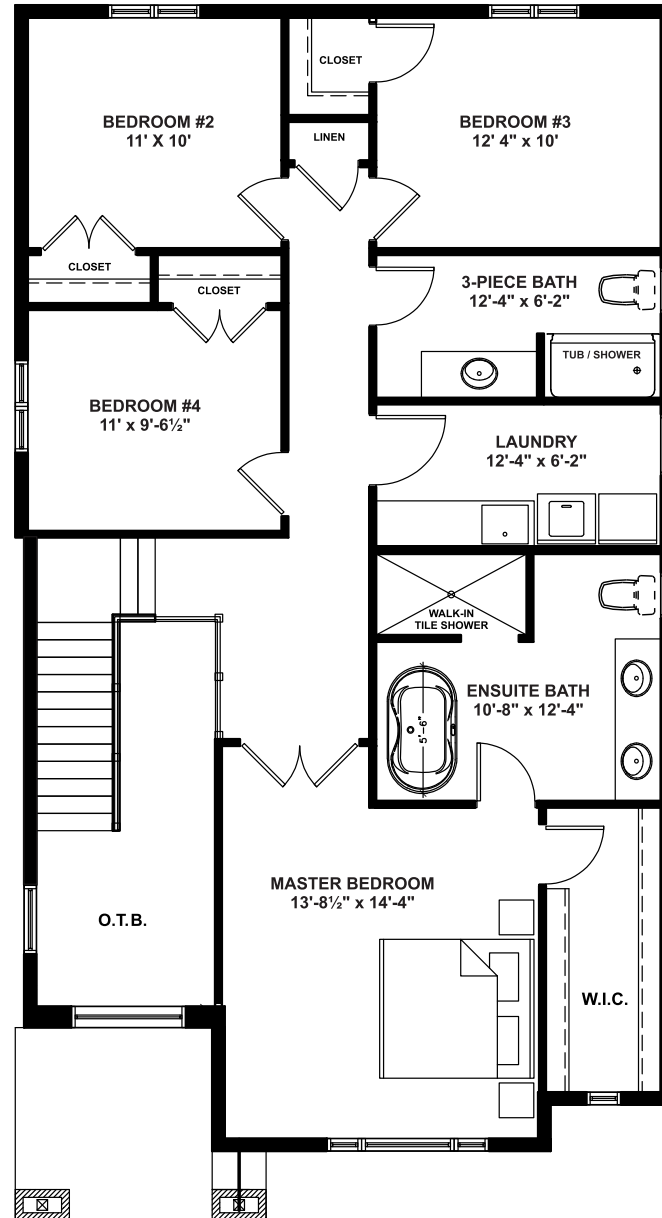 CLOSET
BEDROOM #2
11' X 10'
BEDROOM #3
12' 4" x 10'
LINEN
CLOSET
CLOSET
3-PIECE BATH
12'-4" x 6'-2"
TUB / SHOWER
BEDROOM #4
11' x 9'-6½"
LAUNDRY
12'-4" x 6'-2"
WALK-IN
TILE SHOWER
ENSUITE BATH
10'-8" x 12'-4"
5'-6"
MASTER BEDROOM
13'-8½" x 14'-4"
O.T.B.
W.I.C.